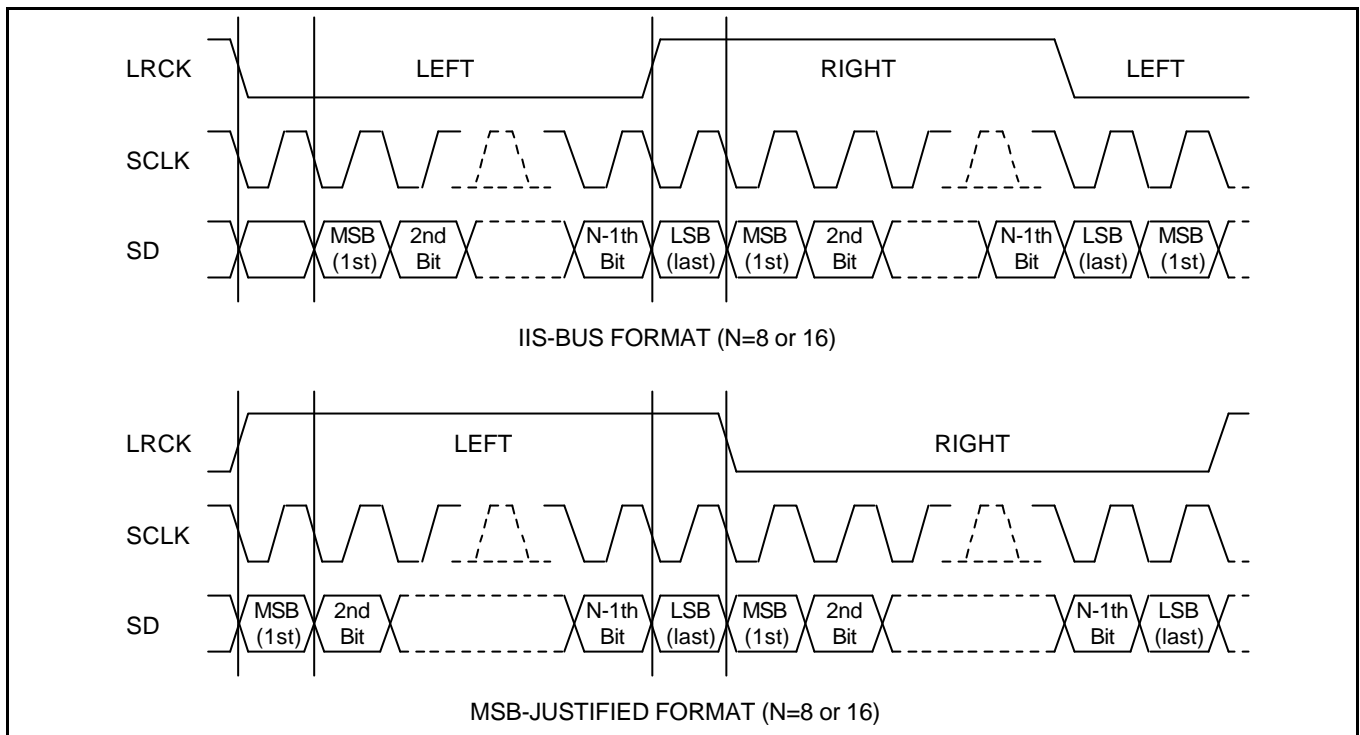 LRCK LEFT RIGHT LEFT
SCLK
SD MSB (1st) 2nd Bit N-1th Bit LSB (last) MSB (1st) 2nd Bit N-1th Bit LSB (last) MSB (1st)
IIS-BUS FORMAT (N=8 or 16)
LRCK LEFT RIGHT
SCLK
SD MSB (1st) 2nd Bit N-1th Bit LSB (last) MSB (1st) 2nd Bit N-1th Bit LSB (last)
MSB-JUSTIFIED FORMAT (N=8 or 16)